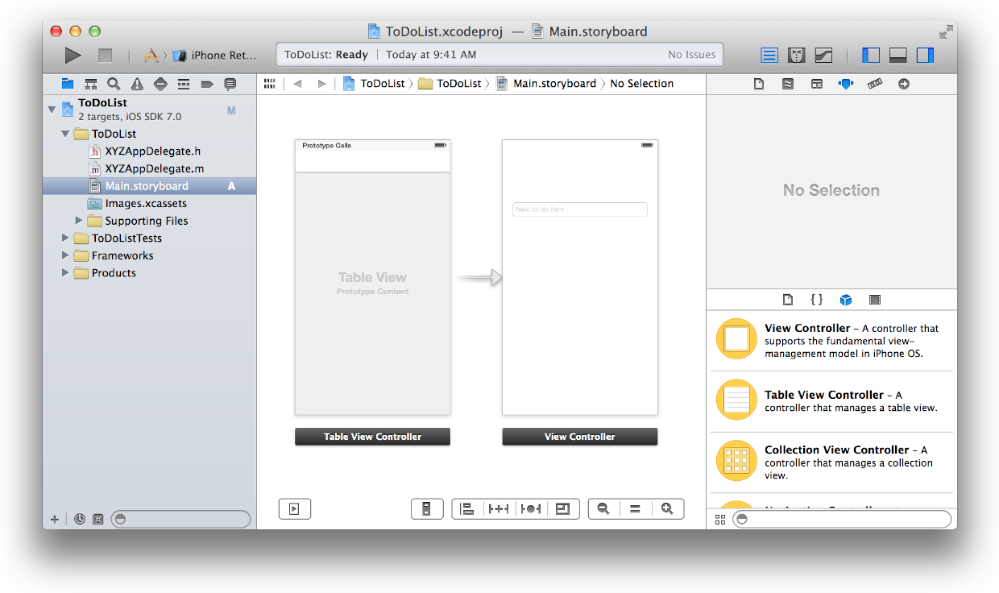 ToDoList.xcodeproj — Main.storyboard
iPhone Ret...
ToDoList: Ready | Today at 9:41 AM
No Issues
ToDoList
ToDoList
Main.storyboard
No Selection
ToDoList
2 targets, iOS SDK 7.0
M
ToDoList
XYZAppDelegate.h
XYZAppDelegate.m
Main.storyboard
A
Images.xcassets
Supporting Files
ToDoListTests
Frameworks
Products
Prototype Cells
Table View
Prototype Content
Table View Controller
New to-do item
View Controller
No Selection
View Controller – A controller that
supports the fundamental view-
management model in iPhone OS.
Table View Controller – A
controller that manages a table view.
Collection View Controller – A
controller that manages a collection
view.